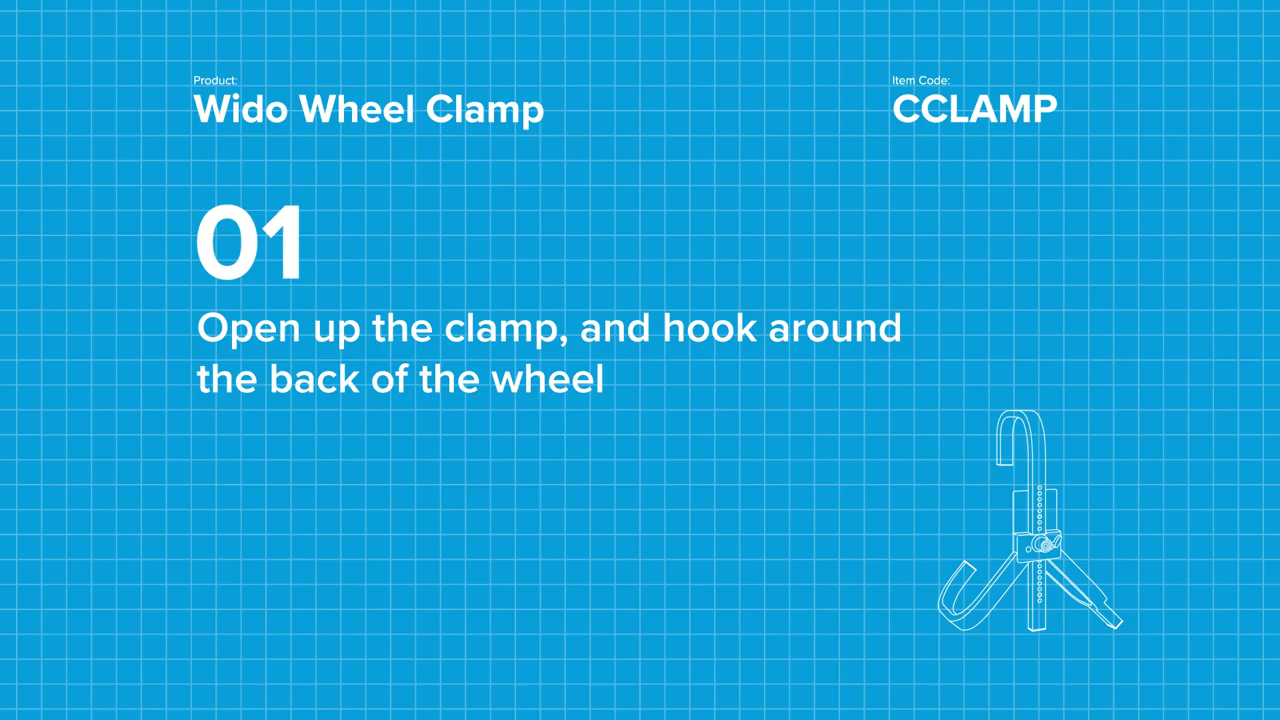 Product:
Wido Wheel Clamp
Item Code:
CCLAMP
01
Open up the clamp, and hook around
the back of the wheel